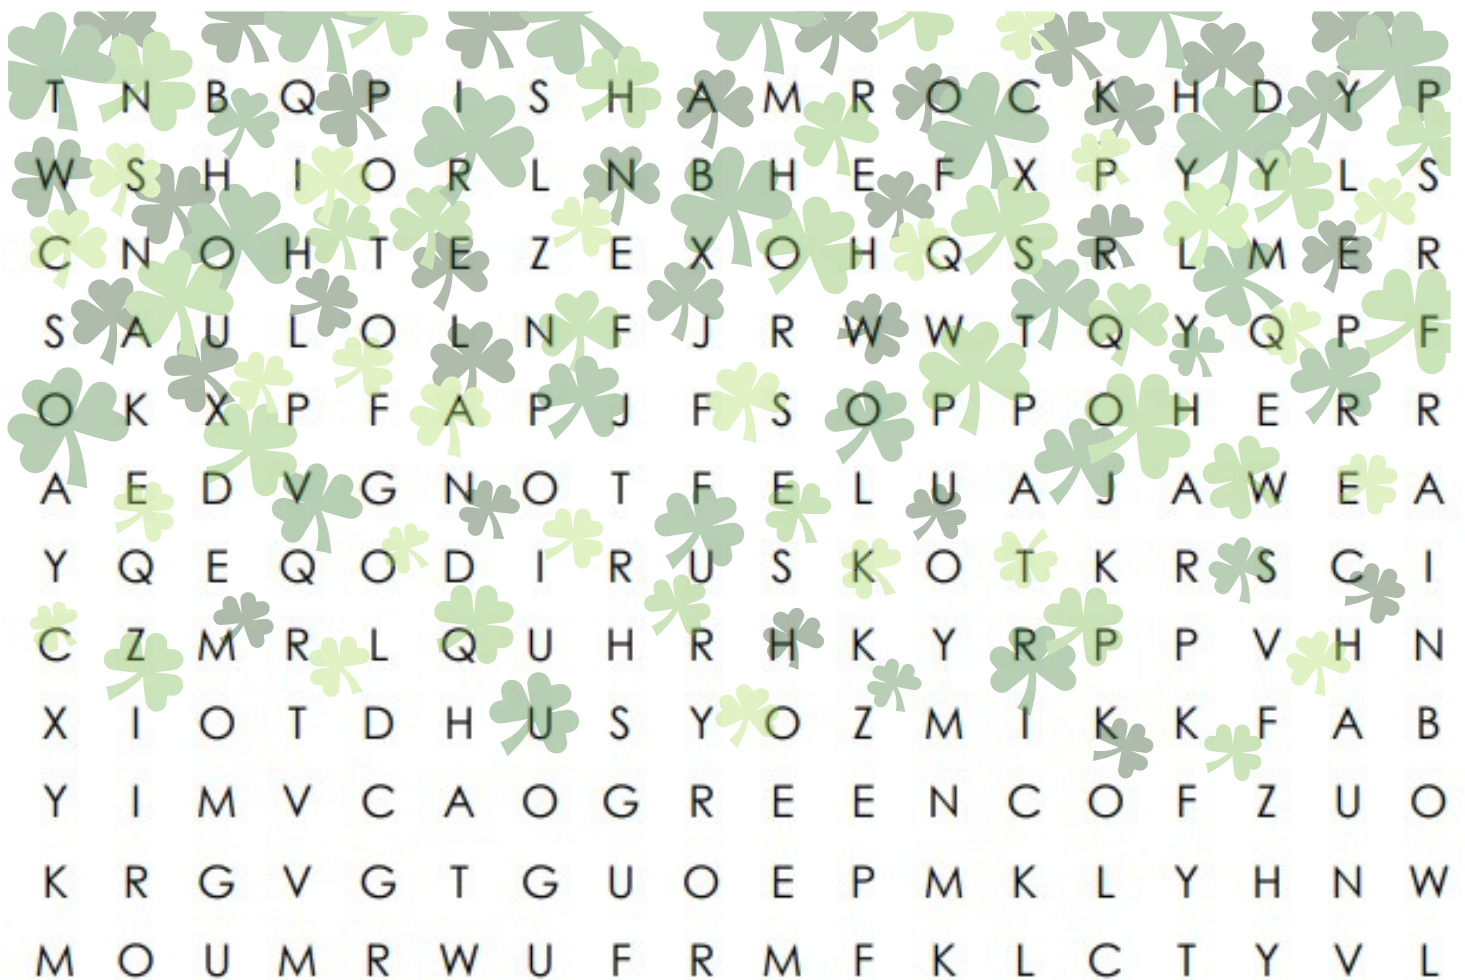 T N B Q P I S H A M R O C K H D Y P
W S H I O R L N B H E F X P Y Y L S
C N O H T E Z E X O H Q S R L M E R
S A U L O L N F J R W W T Q Y Q P F
O K X P F A P J F S O P P O H E R R
A E D V G N O T F E L U A J A W E A
Y Q E Q O D I R U S K O T K R S C I
C Z M R L Q U H R H K Y R P P V H N
X I O T D H U S Y O Z M I K K F A B
Y I M V C A O G R E E N C O F Z U O
K R G V G T G U O E P M K L Y H N W
M O U M R W U F R M F K L C T Y V L